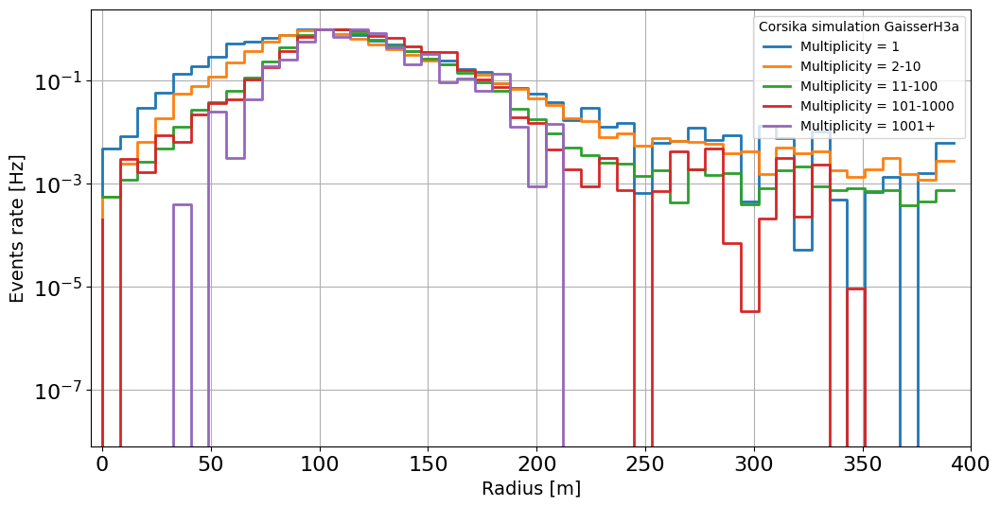 Corsika simulation GaisserH3a
Multiplicity = 1
Multiplicity = 2-10
Multiplicity = 11-100
Multiplicity = 101-1000
Multiplicity = 1001+
Events rate [Hz]
10⁻¹
10⁻³
10⁻⁵
10⁻⁷
0 50 100 150 200 250 300 350 400
Radius [m]